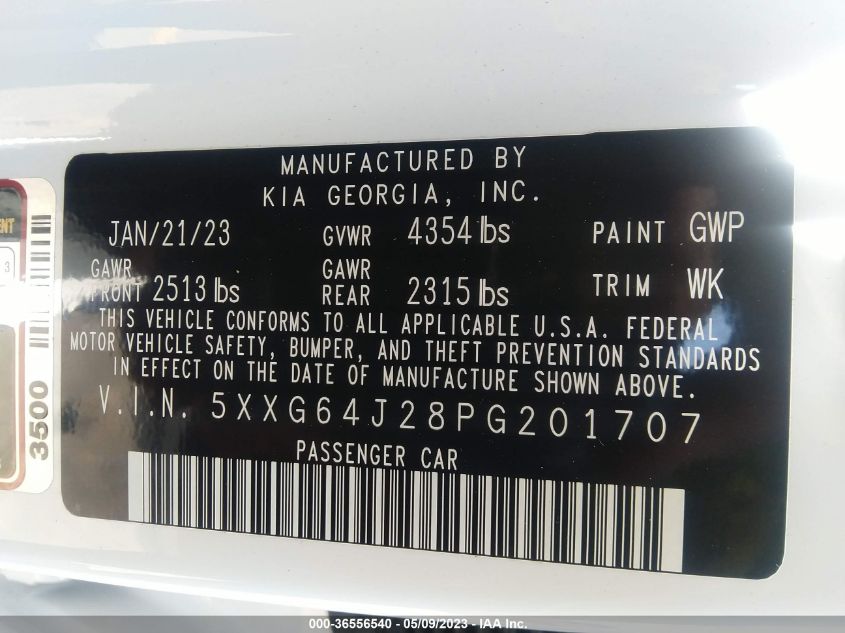 MANUFACTURED BY
KIA GEORGIA, INC.
JAN/21/23 GVWR 4354 lbs PAINT GWP
GAWR FRONT 2513 lbs GAWR REAR 2315 lbs TRIM WK
THIS VEHICLE CONFORMS TO ALL APPLICABLE U.S.A. FEDERAL
MOTOR VEHICLE SAFETY, BUMPER, AND THEFT PREVENTION STANDARDS
IN EFFECT ON THE DATE OF MANUFACTURE SHOWN ABOVE.
V.I.N. 5XXG64J28PG201707
PASSENGER CAR
3500
000-36556540 - 05/09/2023 - IAA Inc.